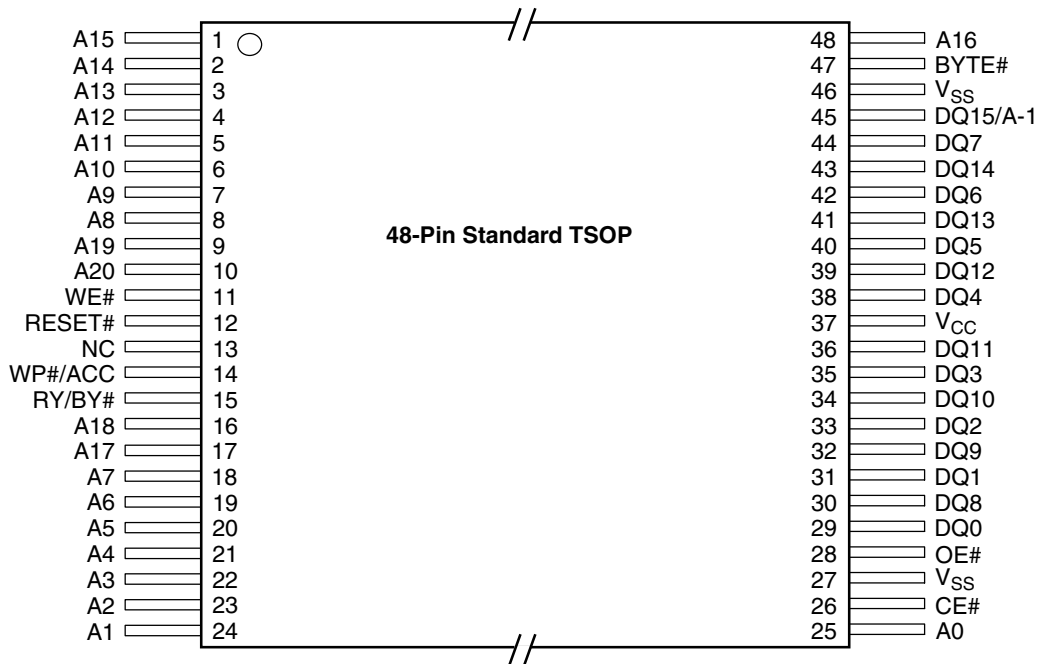 A15 1 48 A16
A14 2 47 BYTE#
A13 3 46 VSS
A12 4 45 DQ15/A-1
A11 5 44 DQ7
A10 6 43 DQ14
A9 7 42 DQ6
A8 8 41 DQ13
48-Pin Standard TSOP
A19 9 40 DQ5
A20 10 39 DQ12
WE# 11 38 DQ4
RESET# 12 37 VCC
NC 13 36 DQ11
WP#/ACC 14 35 DQ3
RY/BY# 15 34 DQ10
A18 16 33 DQ2
A17 17 32 DQ9
A7 18 31 DQ1
A6 19 30 DQ8
A5 20 29 DQ0
A4 21 28 OE#
A3 22 27 VSS
A2 23 26 CE#
A1 24 25 A0